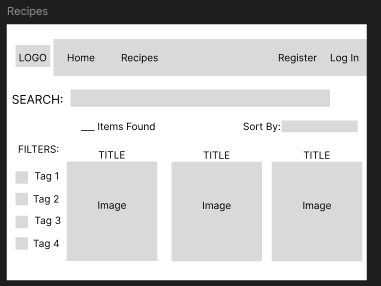 Recipes
LOGO Home Recipes Register Log In
SEARCH:
___ Items Found Sort By:
FILTERS:
TITLE TITLE TITLE
Tag 1
Tag 2
Tag 3
Tag 4
Image Image Image